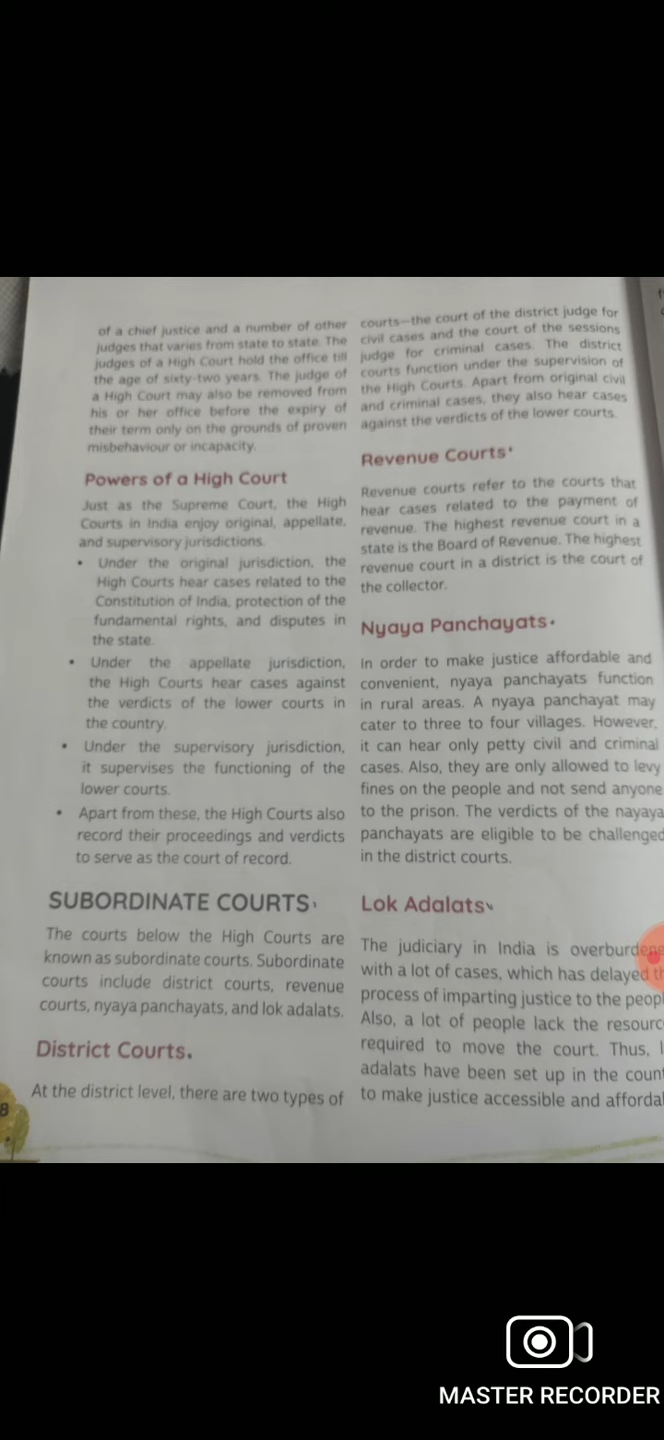 of a chief justice and a number of other
judges that varies from state to state. The
judges of a High Court hold the office till
the age of sixty-two years. The judge of
a High Court may also be removed from
his or her office before the expiry of
their term only on the grounds of proven
misbehaviour or incapacity.
Powers of a High Court
Just as the Supreme Court, the High
Courts in India enjoy original, appellate,
and supervisory jurisdictions.
• Under the original jurisdiction, the
High Courts hear cases related to the
Constitution of India, protection of the
fundamental rights, and disputes in
the state.
• Under the appellate jurisdiction,
the High Courts hear cases against
the verdicts of the lower courts in
the country.
• Under the supervisory jurisdiction,
it supervises the functioning of the
lower courts.
• Apart from these, the High Courts also
record their proceedings and verdicts
to serve as the court of record.
SUBORDINATE COURTS
The courts below the High Courts are
known as subordinate courts. Subordinate
courts include district courts, revenue
courts, nyaya panchayats, and lok adalats.
District Courts
At the district level, there are two types of
8
courts—the court of the district judge for
civil cases and the court of the sessions
judge for criminal cases. The district
courts function under the supervision of
the High Courts. Apart from original civil
and criminal cases, they also hear cases
against the verdicts of the lower courts.
Revenue Courts
Revenue courts refer to the courts that
hear cases related to the payment of
revenue. The highest revenue court in a
state is the Board of Revenue. The highest
revenue court in a district is the court of
the collector.
Nyaya Panchayats
In order to make justice affordable and
convenient, nyaya panchayats function
in rural areas. A nyaya panchayat may
cater to three to four villages. However,
it can hear only petty civil and criminal
cases. Also, they are only allowed to levy
fines on the people and not send anyone
to the prison. The verdicts of the nayaya
panchayats are eligible to be challenged
in the district courts.
Lok Adalats
The judiciary in India is overburdene
with a lot of cases, which has delayed th
process of imparting justice to the peopl
Also, a lot of people lack the resourc
required to move the court. Thus, l
adalats have been set up in the count
to make justice accessible and affordal
MASTER RECORDER